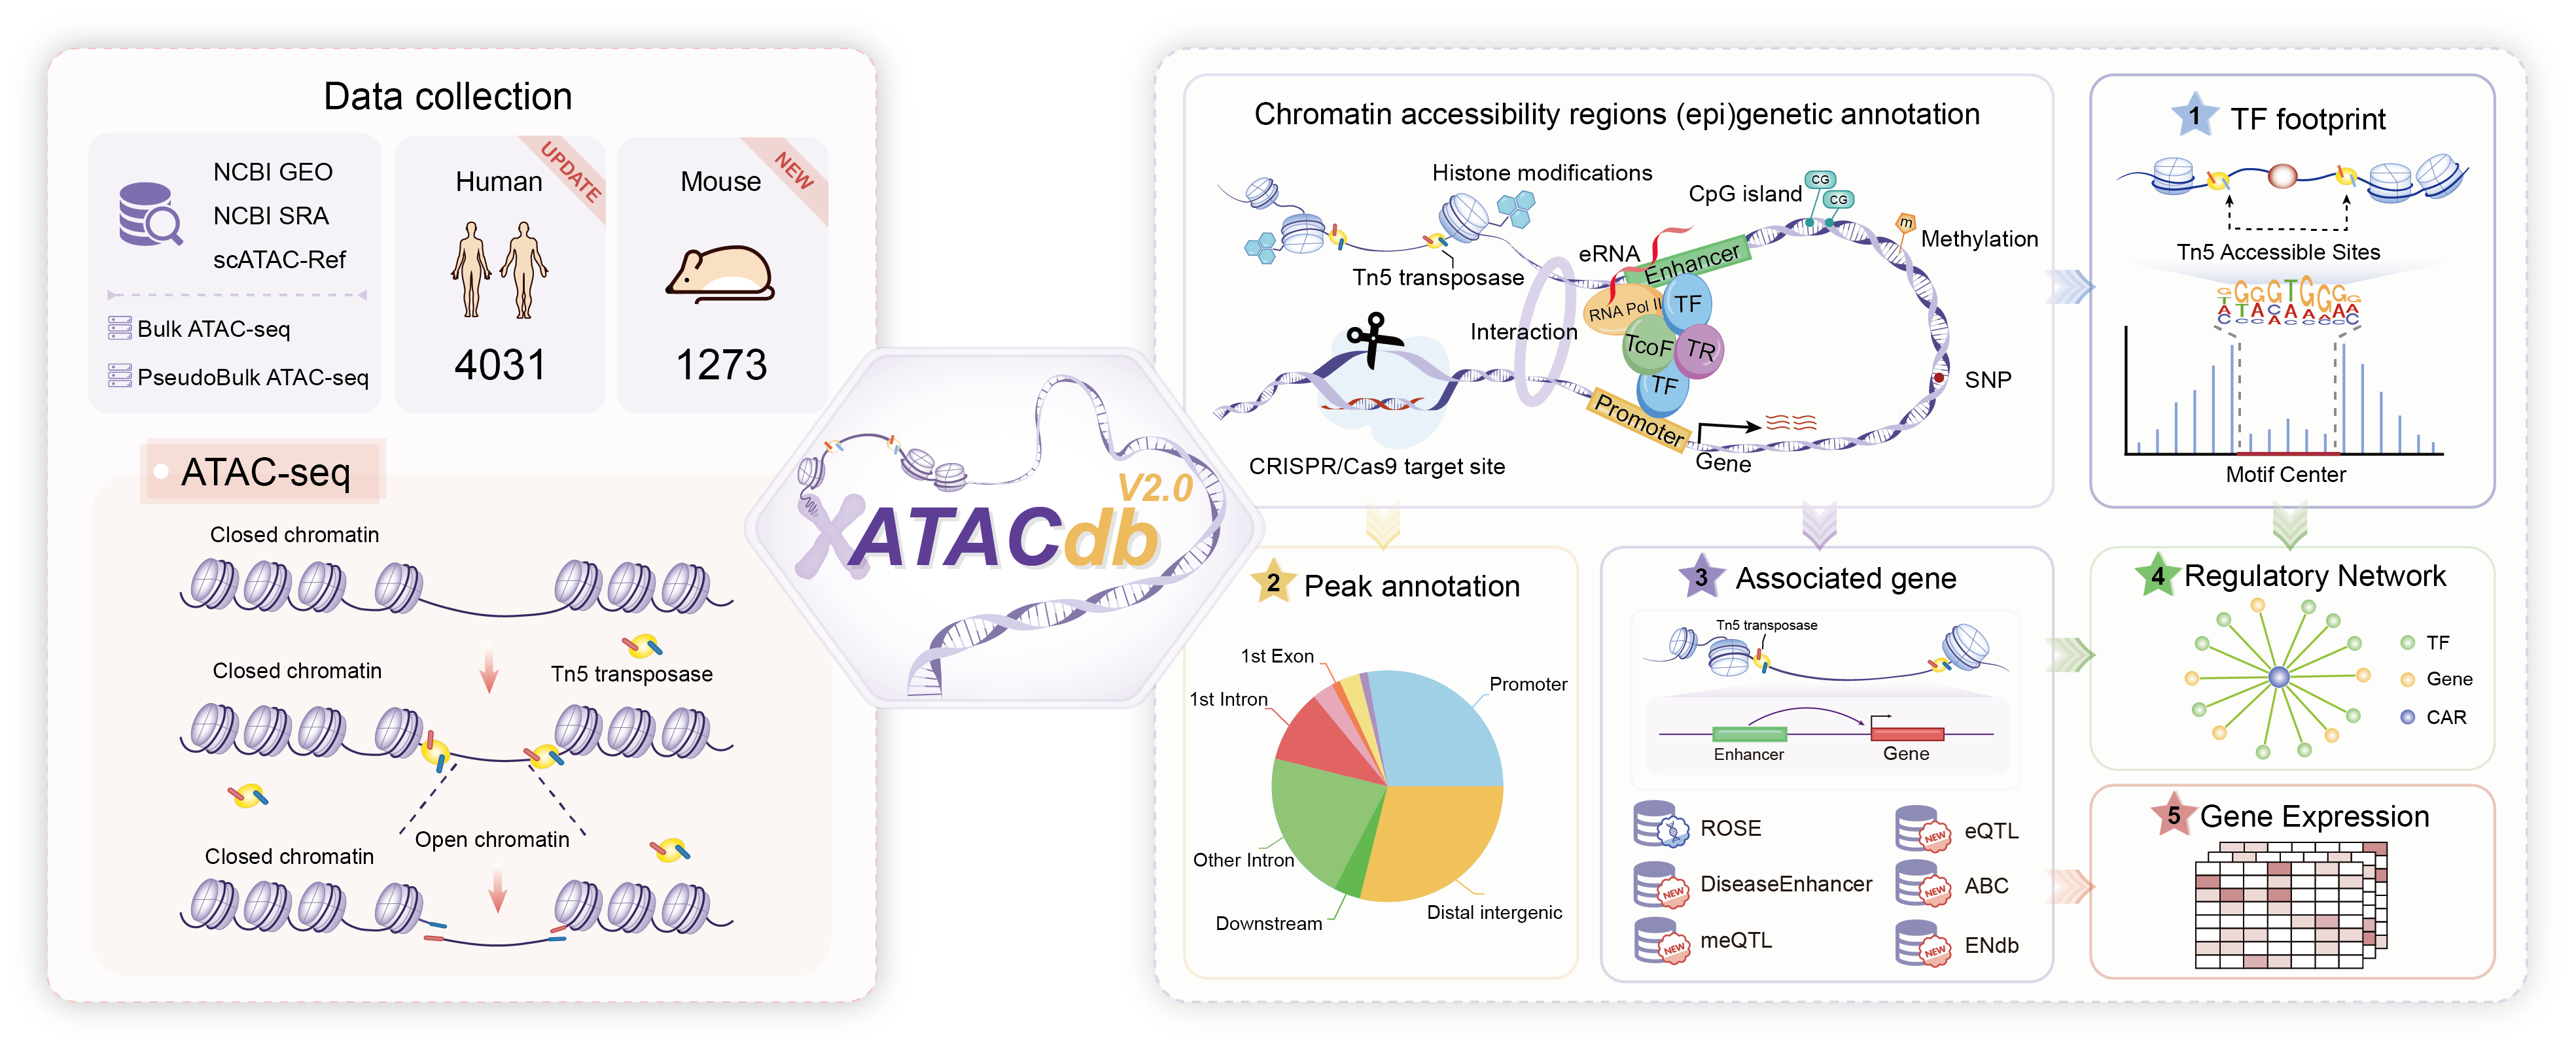 Data collection
NCBI GEO
NCBI SRA
scATAC-Ref
Bulk ATAC-seq
PseudoBulk ATAC-seq
Human
UPDATE
4031
Mouse
NEW
1273
ATAC-seq
Closed chromatin
Closed chromatin
Tn5 transposase
Open chromatin
Closed chromatin
ATACdb
V2.0
Chromatin accessibility regions (epi)genetic annotation
Histone modifications
Tn5 transposase
CpG island
CG
CG
m
Methylation
eRNA
Enhancer
RNA Pol II
TF
TcoF
TR
TF
Interaction
SNP
Promoter
Gene
CRISPR/Cas9 target site
1
TF footprint
Tn5 Accessible Sites
Motif Center
2
Peak annotation
1st Exon
1st Intron
Promoter
Other Intron
Downstream
Distal intergenic
3
Associated gene
Tn5 transposase
Enhancer
Gene
ROSE
NEW
eQTL
NEW
DiseaseEnhancer
NEW
ABC
NEW
meQTL
NEW
ENdb
4
Regulatory Network
TF
Gene
CAR
5
Gene Expression